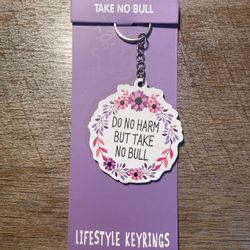 TAKE NO BULL
DO NO HARM
BUT TAKE
NO BULL
LIFESTYLE KEYRINGS